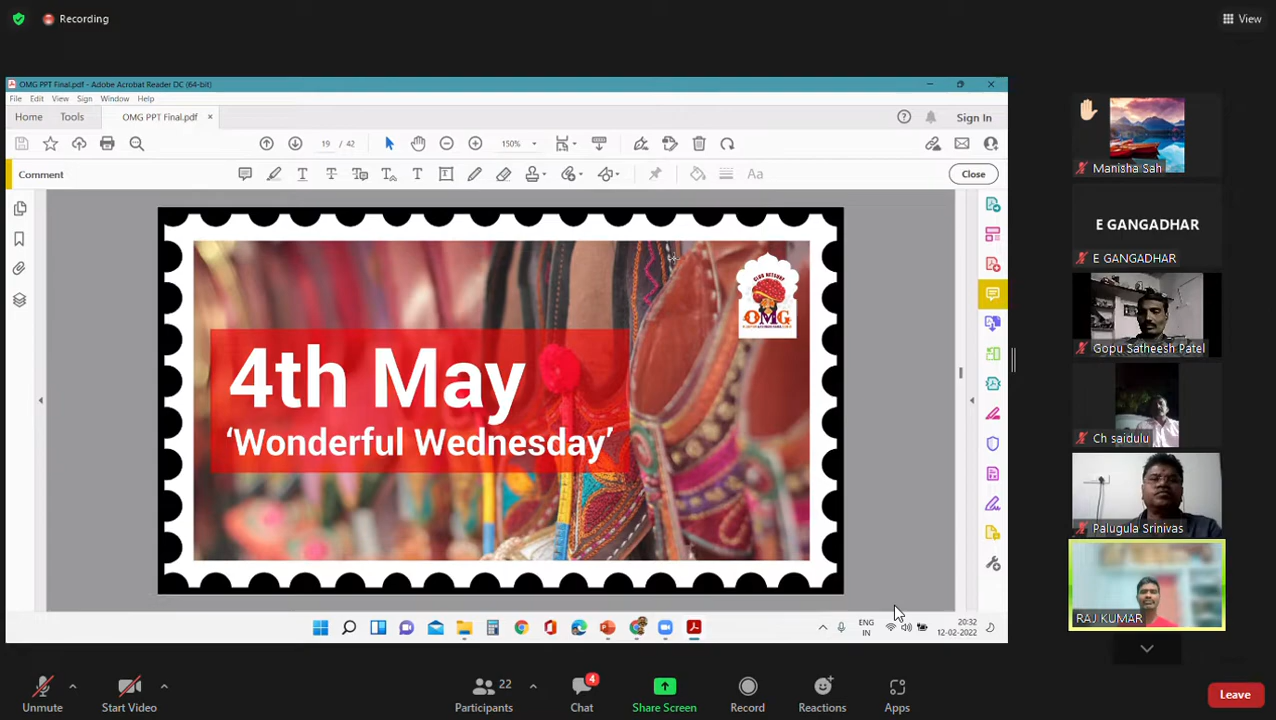 Recording
View
OMG PPT Final.pdf - Adobe Acrobat Reader DC (64-bit)
File Edit View Sign Window Help
Home Tools OMG PPT Final.pdf × Sign In
19 / 42 150%
Comment Aa Close
CLUB NETSURF
OMG
4th May
‘Wonderful Wednesday’
Manisha Sah
E GANGADHAR
E GANGADHAR
Gopu Satheesh Patel
Ch saidulu
Palugula Srinivas
RAJ KUMAR
ENG
IN
20:32
12-02-2022
22
4
Unmute
Start Video
Participants
Chat
Share Screen
Record
Reactions
Apps
Leave